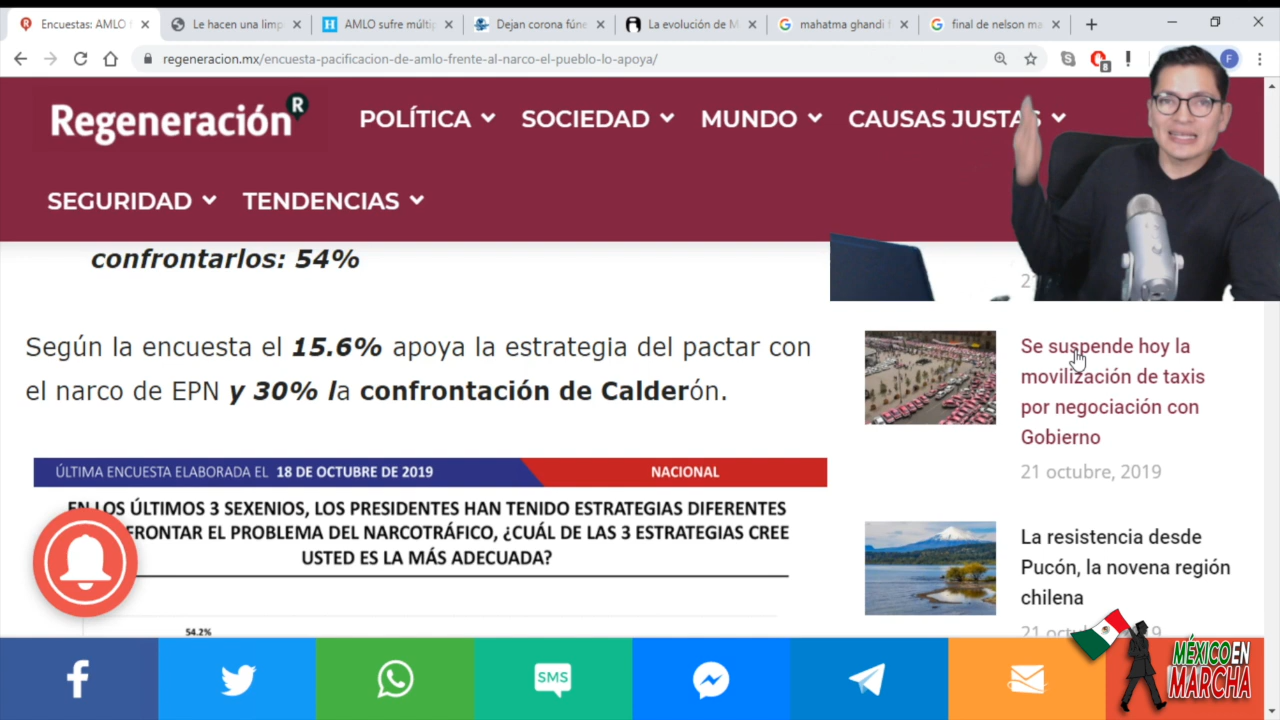 Encuestas: AMLO
Le hacen una limp
AMLO sufre múltip
Dejan corona fúne
La evolución de M
mahatma ghandi f
final de nelson ma
regeneracion.mx/encuesta-pacificacion-de-amlo-frente-al-narco-el-pueblo-lo-apoya/
8
F
Regeneración R
POLÍTICA
SOCIEDAD
MUNDO
CAUSAS JUSTAS
SEGURIDAD
TENDENCIAS
confrontarlos: 54%
Según la encuesta el 15.6% apoya la estrategia del pactar con
el narco de EPN y 30% la confrontación de Calderón.
ÚLTIMA ENCUESTA ELABORADA EL 18 DE OCTUBRE DE 2019
NACIONAL
EN LOS ÚLTIMOS 3 SEXENIOS, LOS PRESIDENTES HAN TENIDO ESTRATEGIAS DIFERENTES
FRONTAR EL PROBLEMA DEL NARCOTRÁFICO, ¿CUÁL DE LAS 3 ESTRATEGIAS CREE
USTED ES LA MÁS ADECUADA?
54.2%
Se suspende hoy la
movilización de taxis
por negociación con
Gobierno
21 octubre, 2019
La resistencia desde
Pucón, la novena región
chilena
SMS
MÉXICO EN
MARCHA